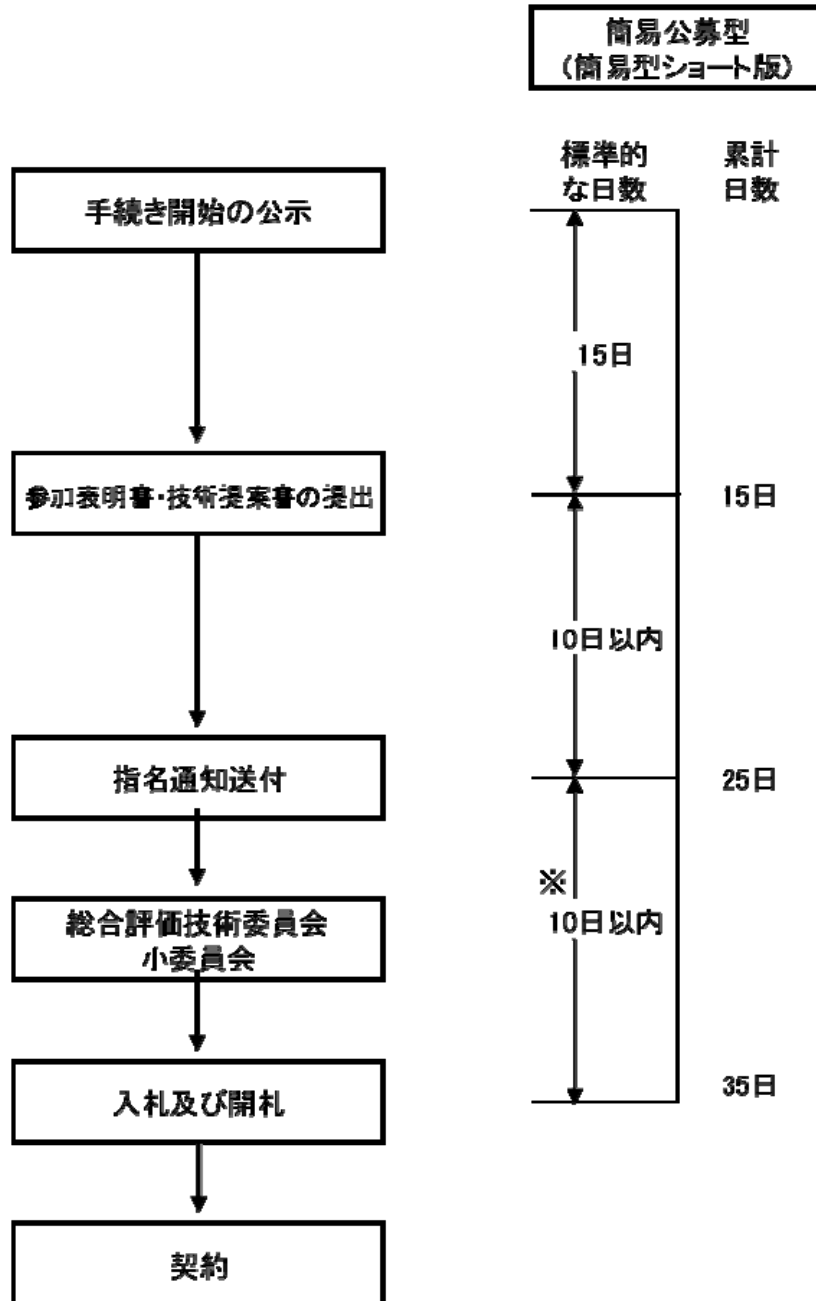 簡易公募型
(簡易型ショート版)
標準的
な日数
累計
日数
手続き開始の公示
15日
参加表明書・技術提案書の提出
15日
10日以内
指名通知送付
25日
※
10日以内
総合評価技術委員会
小委員会
入札及び開札
35日
契約